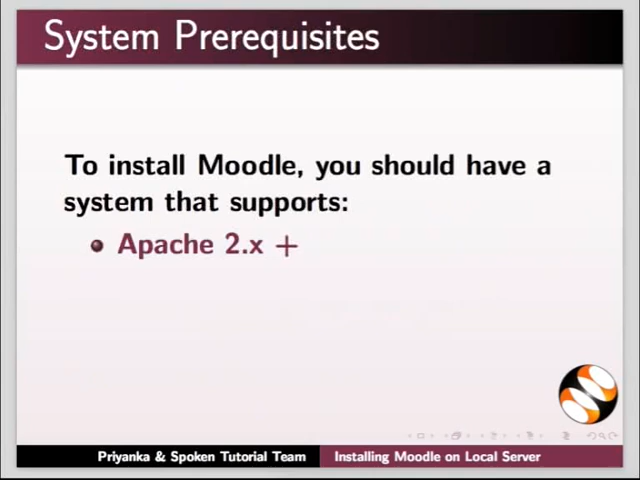 System Prerequisites
To install Moodle, you should have a
system that supports:
Apache 2.x +
Priyanka & Spoken Tutorial Team
Installing Moodle on Local Server